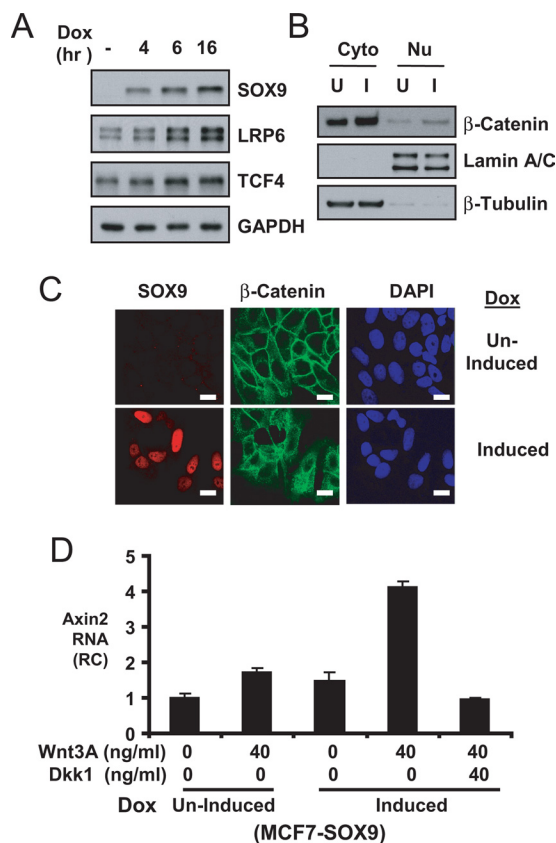 A
Dox
(hr )
- 4 6 16
SOX9
LRP6
TCF4
GAPDH
B
Cyto Nu
U I U I
β-Catenin
Lamin A/C
β-Tubulin
C
SOX9 β-Catenin DAPI Dox
Un-
Induced
Induced
D
5
4
3
2
1
0
Axin2
RNA
(RC)
Wnt3A (ng/ml) 0 40 0 40 40
Dkk1 (ng/ml) 0 0 0 0 40
Dox Un-Induced Induced
(MCF7-SOX9)